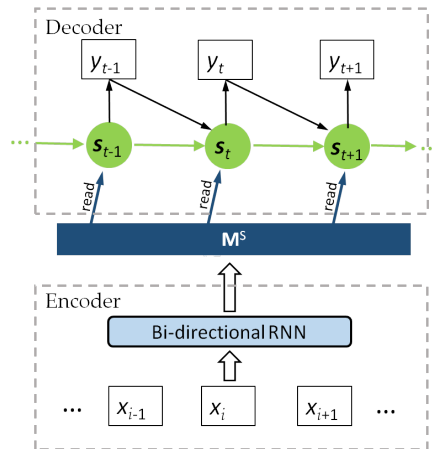 Decoder
y_{t-1} y_t y_{t+1}
... s_{t-1} s_t s_{t+1} ...
read read read
M^S
Encoder
Bi-directional RNN
... x_{i-1} x_i x_{i+1} ...